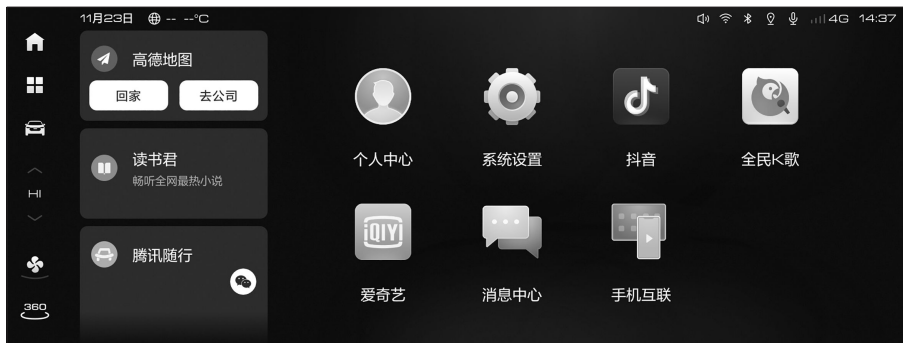 11月23日 -- --°C
4G 14:37
高德地图
回家 去公司
读书君
畅听全网最热小说
腾讯随行
HI
360
个人中心 系统设置 抖音 全民K歌
iQIYI
爱奇艺 消息中心 手机互联